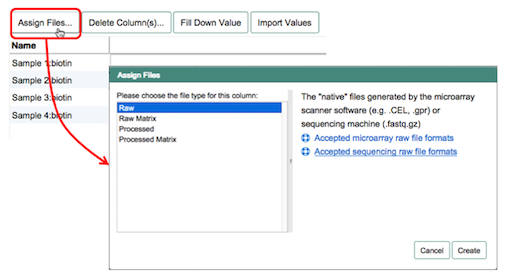 Assign Files... Delete Column(s)... Fill Down Value Import Values
Name
Sample 1:biotin
Sample 2:biotin
Sample 3:biotin
Sample 4:biotin
Assign Files
Please choose the file type for this column:
Raw
Raw Matrix
Processed
Processed Matrix
The "native" files generated by the microarray
scanner software (e.g. .CEL, .gpr) or
sequencing machine (.fastq.gz)
Accepted microarray raw file formats
Accepted sequencing raw file formats
Cancel Create